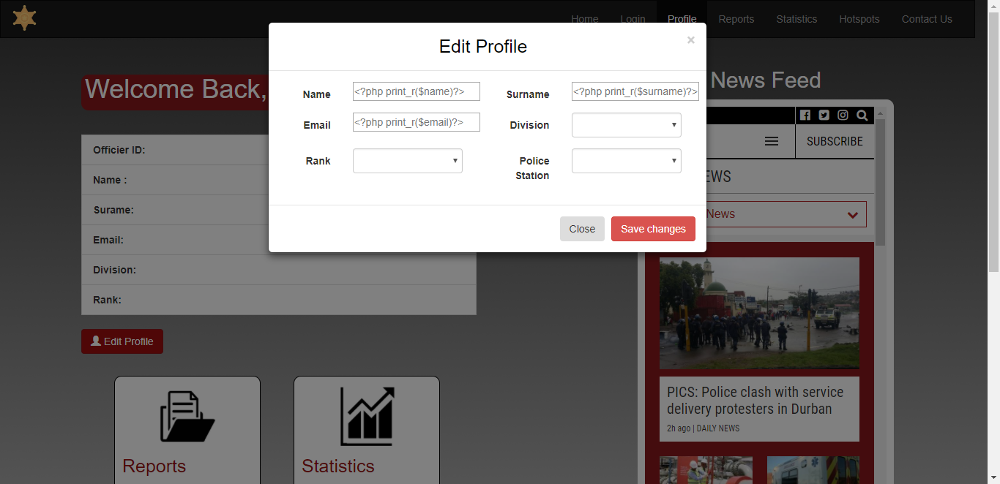 Home Login Profile Reports Statistics Hotspots Contact Us
Edit Profile
×
Name <?php print_r($name)?> Surname <?php print_r($surname)?>
Email <?php print_r($email)?> Division
Rank Police
Station
Close Save changes
Welcome Back,
Officier ID:
Name :
Surame:
Email:
Division:
Rank:
Edit Profile
Reports
Statistics
News Feed
SUBSCRIBE
EWS
News
PICS: Police clash with service
delivery protesters in Durban
2h ago | DAILY NEWS